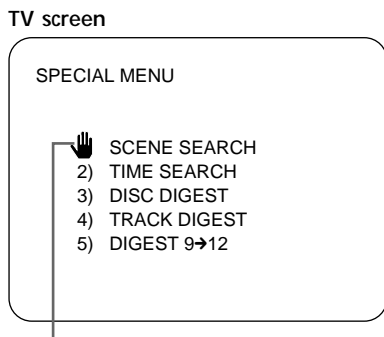 TV screen
SPECIAL MENU
SCENE SEARCH
2) TIME SEARCH
3) DISC DIGEST
4) TRACK DIGEST
5) DIGEST 9→12